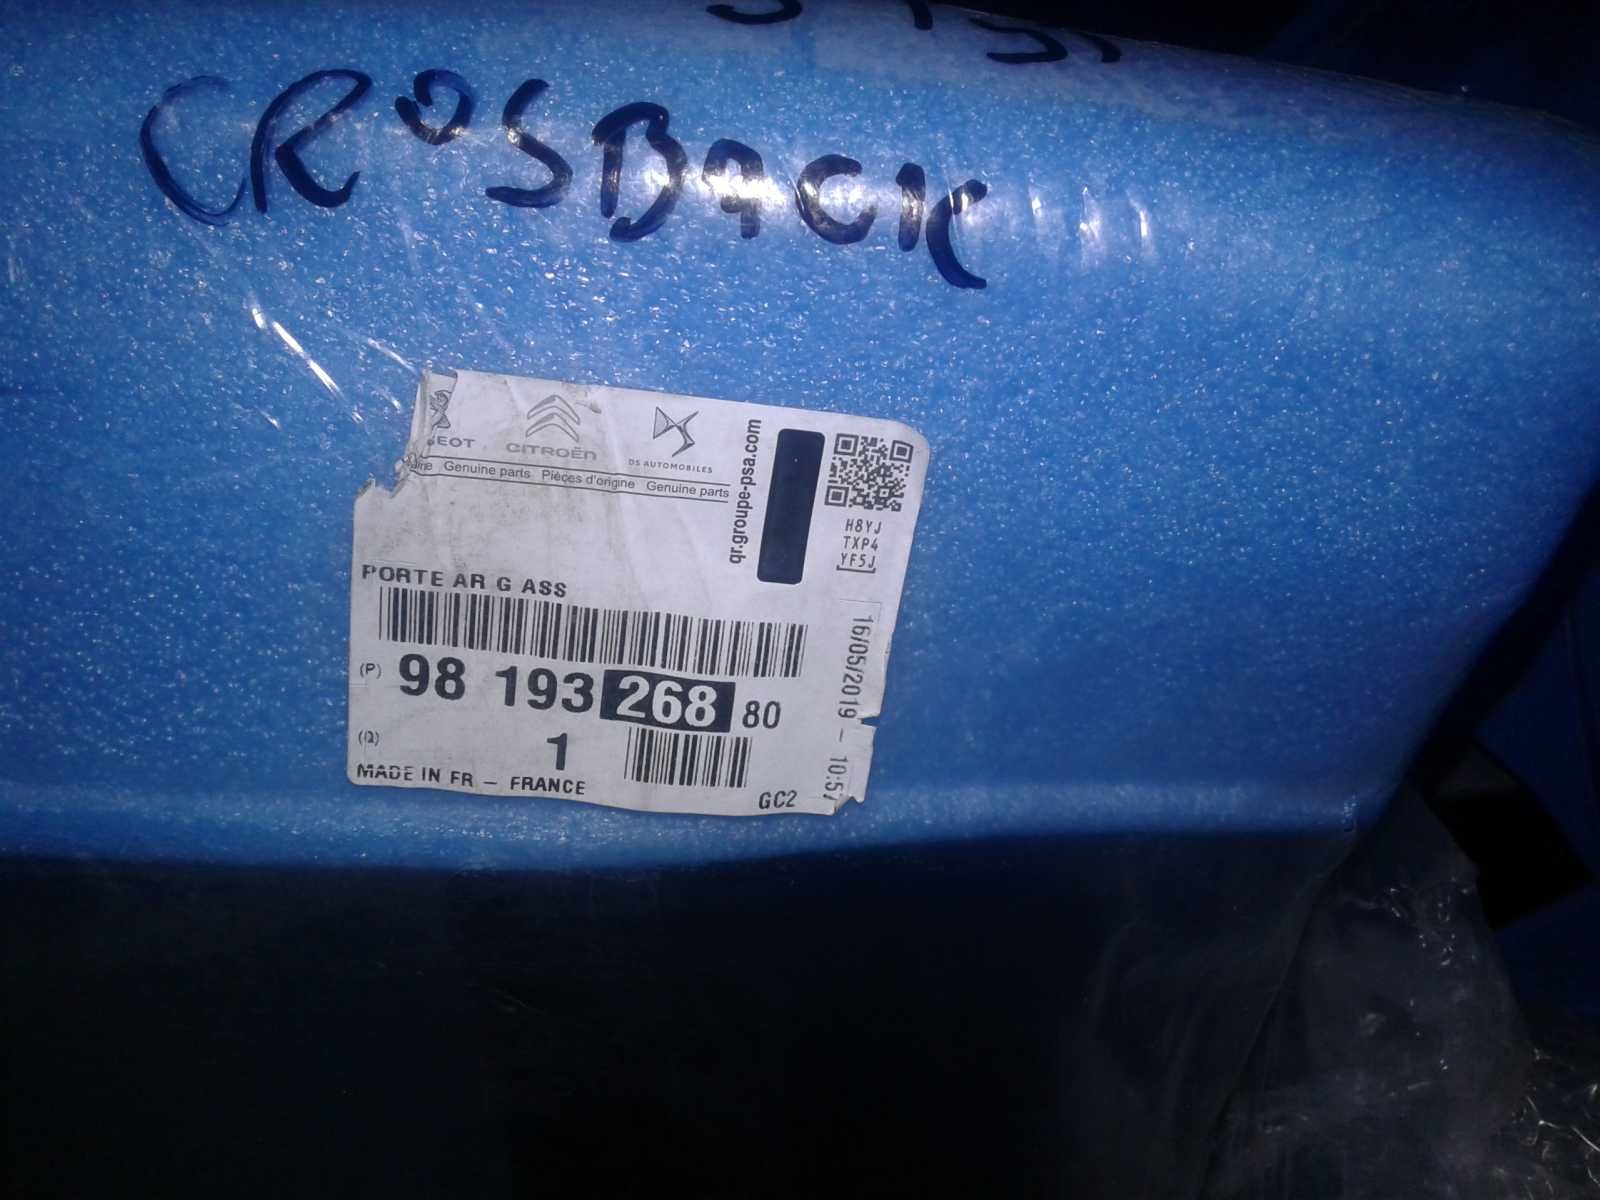 CROSBACK
EOT
CITROËN
DS AUTOMOBILES
Genuine parts Pièces d'origine Genuine parts
qr.groupe-psa.com
H8YJ
TXP4
YF5J
PORTE AR G ASS
(P) 98 193 268 80
(Q) 1
MADE IN FR - FRANCE
GC2
16/05/2019 - 10:57